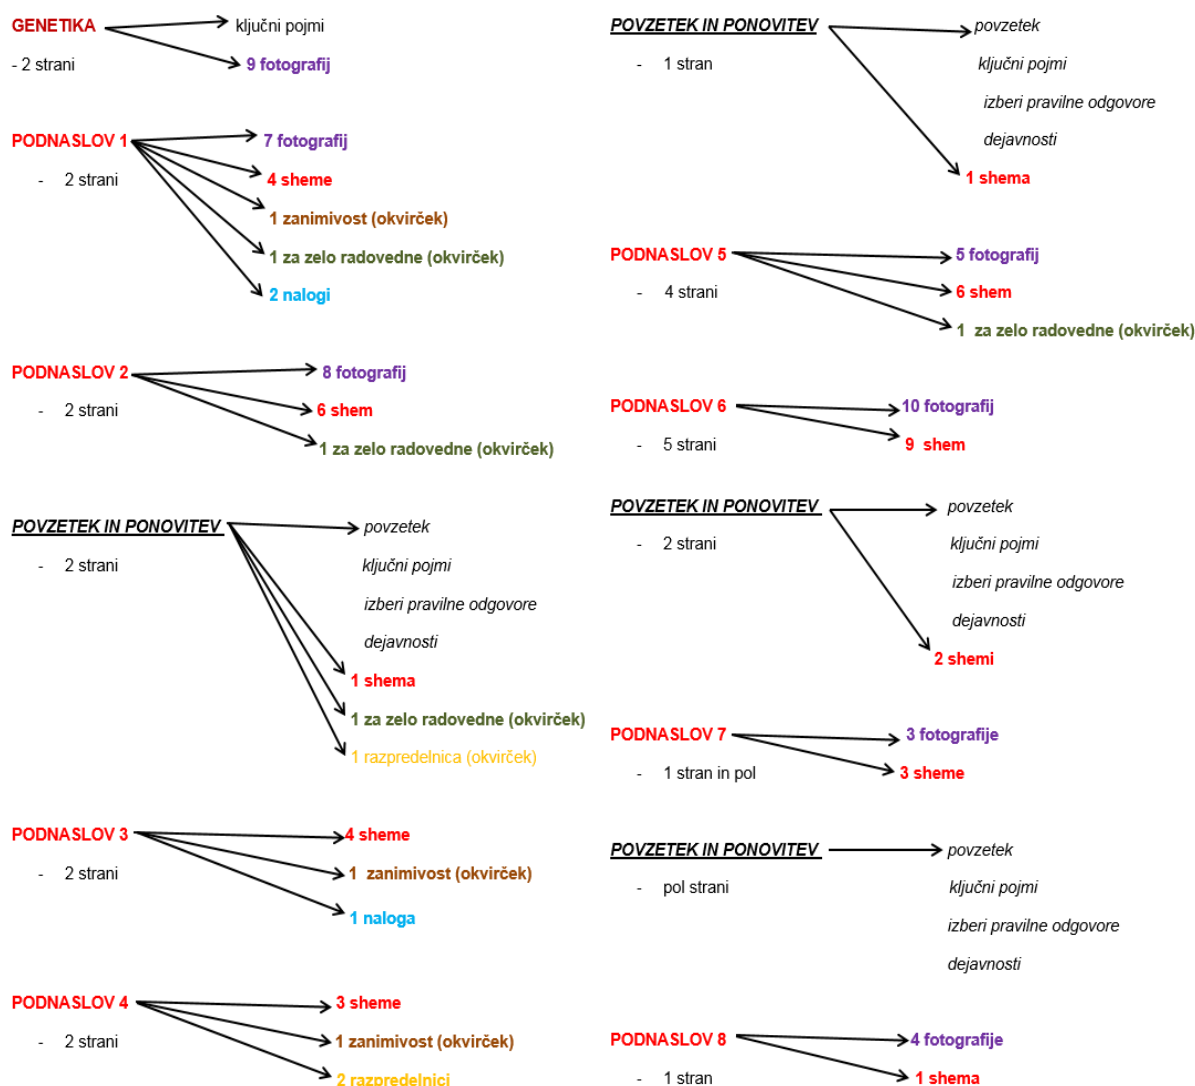 GENETIKA
ključni pojmi
- 2 strani
9 fotografij
PODNASLOV 1
7 fotografij
- 2 strani
4 sheme
1 zanimivost (okvirček)
1 za zelo radovedne (okvirček)
2 nalogi
PODNASLOV 2
8 fotografij
- 2 strani
6 shem
1 za zelo radovedne (okvirček)
POVZETEK IN PONOVITEV
povzetek
- 2 strani
ključni pojmi
izberi pravilne odgovore
dejavnosti
1 shema
1 za zelo radovedne (okvirček)
1 razpredelnica (okvirček)
PODNASLOV 3
4 sheme
- 2 strani
1 zanimivost (okvirček)
1 naloga
PODNASLOV 4
3 sheme
- 2 strani
1 zanimivost (okvirček)
2 razpredelnici
POVZETEK IN PONOVITEV
povzetek
- 1 stran
ključni pojmi
izberi pravilne odgovore
dejavnosti
1 shema
PODNASLOV 5
5 fotografij
- 4 strani
6 shem
1 za zelo radovedne (okvirček)
PODNASLOV 6
10 fotografij
- 5 strani
9 shem
POVZETEK IN PONOVITEV
povzetek
- 2 strani
ključni pojmi
izberi pravilne odgovore
dejavnosti
2 shemi
PODNASLOV 7
3 fotografije
- 1 stran in pol
3 sheme
POVZETEK IN PONOVITEV
povzetek
- pol strani
ključni pojmi
izberi pravilne odgovore
dejavnosti
PODNASLOV 8
4 fotografije
- 1 stran
1 shema